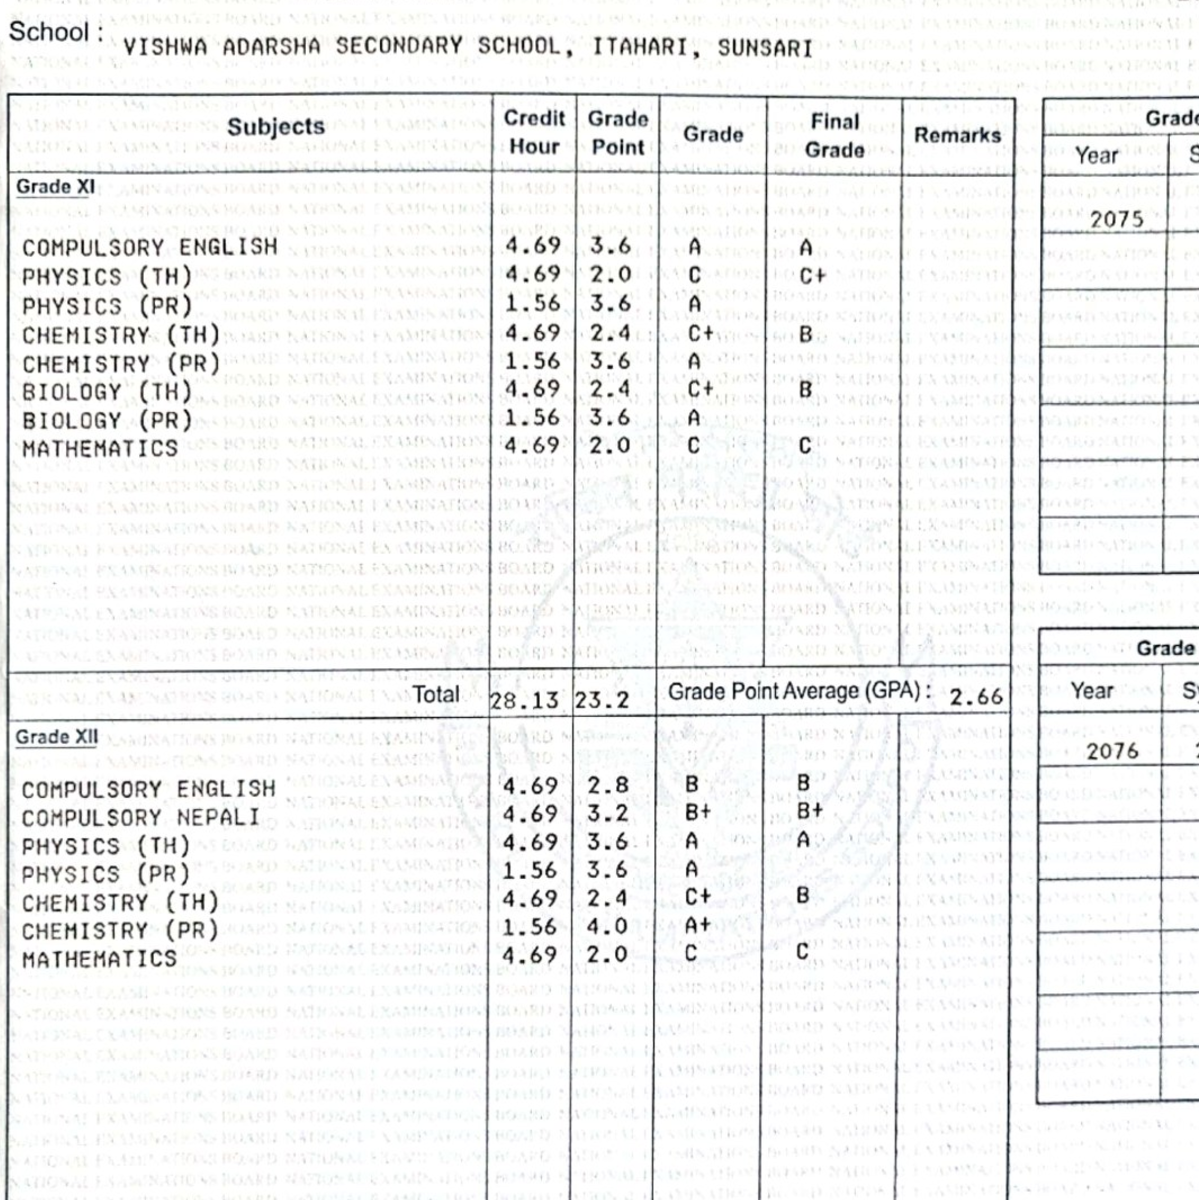 School : VISHWA ADARSHA SECONDARY SCHOOL, ITAHARI, SUNSARI
Subjects Credit Hour Grade Point Grade Final Grade Remarks
Grade XI
COMPULSORY ENGLISH 4.69 3.6 A A
PHYSICS (TH) 4.69 2.0 C C+
PHYSICS (PR) 1.56 3.6 A
CHEMISTRY (TH) 4.69 2.4 C+ B
CHEMISTRY (PR) 1.56 3.6 A
BIOLOGY (TH) 4.69 2.4 C+ B
BIOLOGY (PR) 1.56 3.6 A
MATHEMATICS 4.69 2.0 C C
Total 28.13 23.2 Grade Point Average (GPA) : 2.66
Grade XII
COMPULSORY ENGLISH 4.69 2.8 B B
COMPULSORY NEPALI 4.69 3.2 B+ B+
PHYSICS (TH) 4.69 3.6 A A
PHYSICS (PR) 1.56 3.6 A
CHEMISTRY (TH) 4.69 2.4 C+ B
CHEMISTRY (PR) 1.56 4.0 A+
MATHEMATICS 4.69 2.0 C C
Grade
Year S
2075
Grade
Year Sy
2076